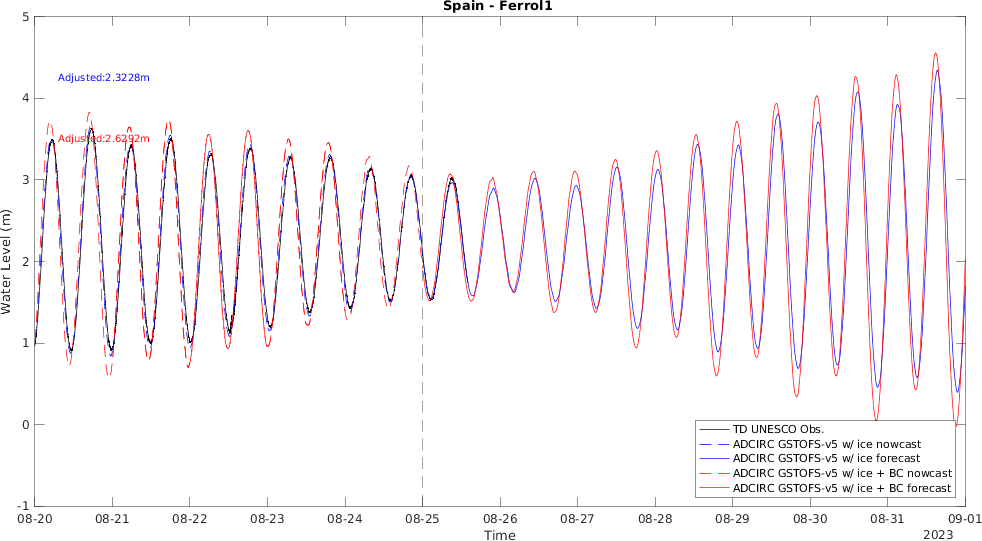 Spain - Ferrol1
5
4
3
2
1
0
-1
Water Level (m)
Adjusted:2.3228m
Adjusted:2.6292m
TD UNESCO Obs.
ADCIRC GSTOFS-v5 w/ ice nowcast
ADCIRC GSTOFS-v5 w/ ice forecast
ADCIRC GSTOFS-v5 w/ ice + BC nowcast
ADCIRC GSTOFS-v5 w/ ice + BC forecast
08-20 08-21 08-22 08-23 08-24 08-25 08-26 08-27 08-28 08-29 08-30 08-31 09-01
Time
2023